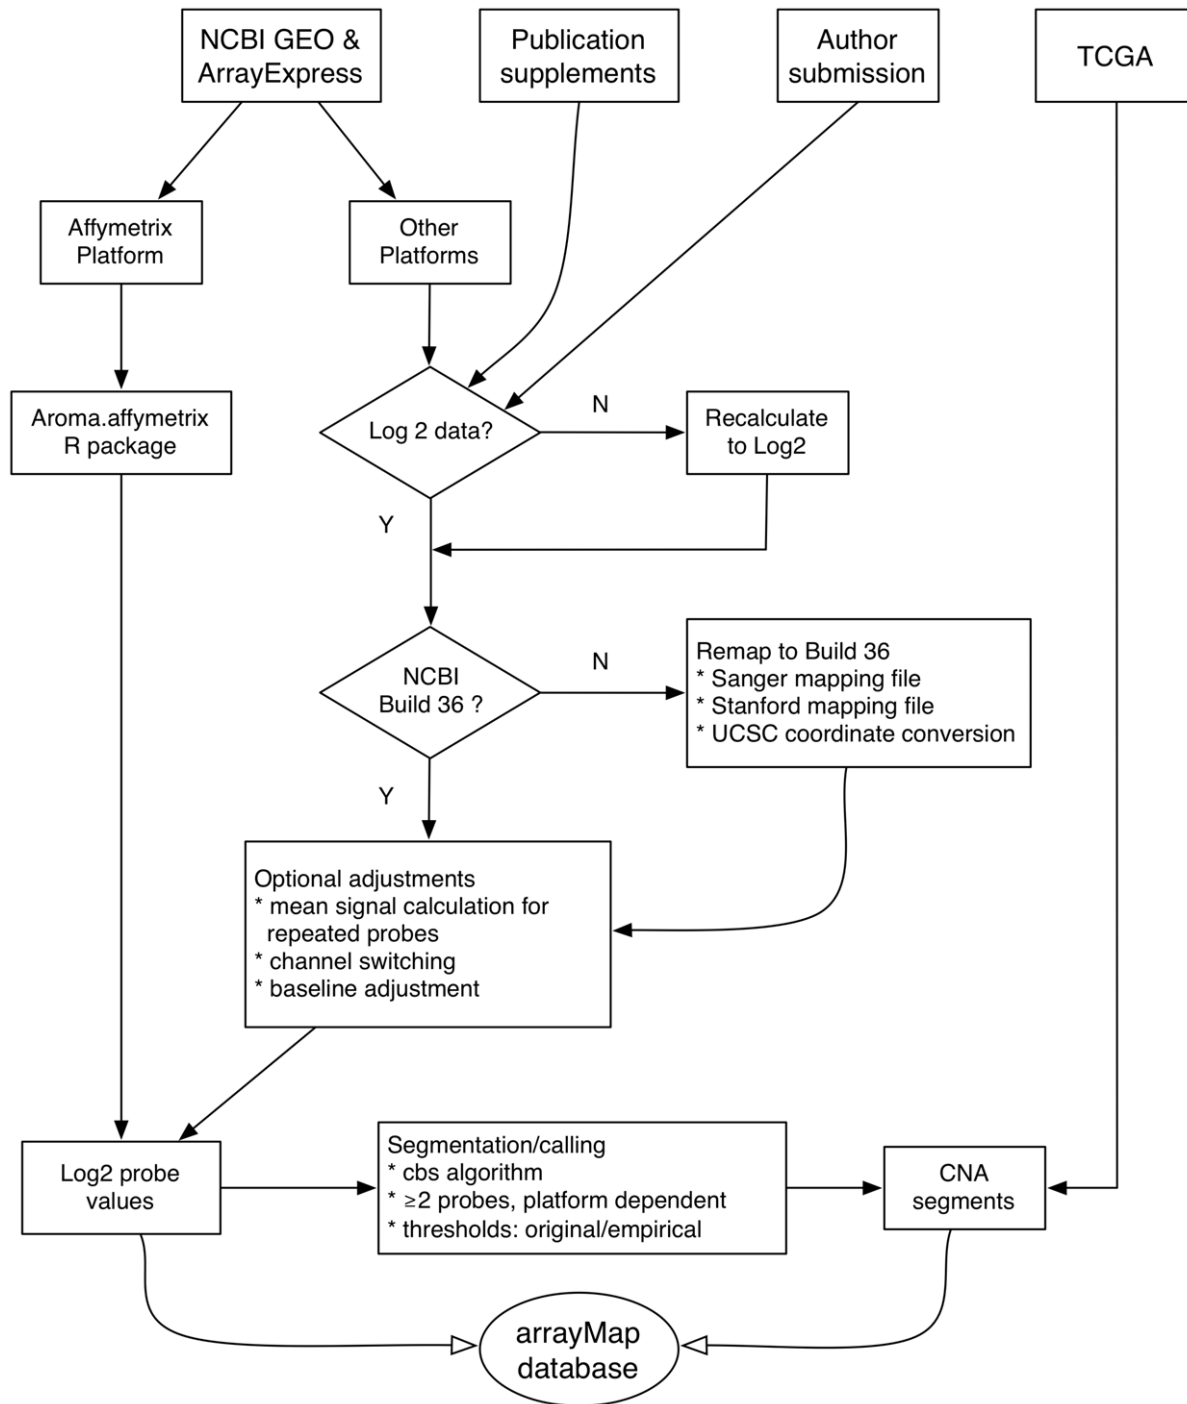 NCBI GEO &
ArrayExpress
Publication
supplements
Author
submission
TCGA
Affymetrix
Platform
Other
Platforms
Aroma.affymetrix
R package
Log 2 data?
N
Recalculate
to Log2
Y
NCBI
Build 36 ?
N
Remap to Build 36
* Sanger mapping file
* Stanford mapping file
* UCSC coordinate conversion
Y
Optional adjustments
* mean signal calculation for
repeated probes
* channel switching
* baseline adjustment
Log2 probe
values
Segmentation/calling
* cbs algorithm
* ≥2 probes, platform dependent
* thresholds: original/empirical
CNA
segments
arrayMap
database